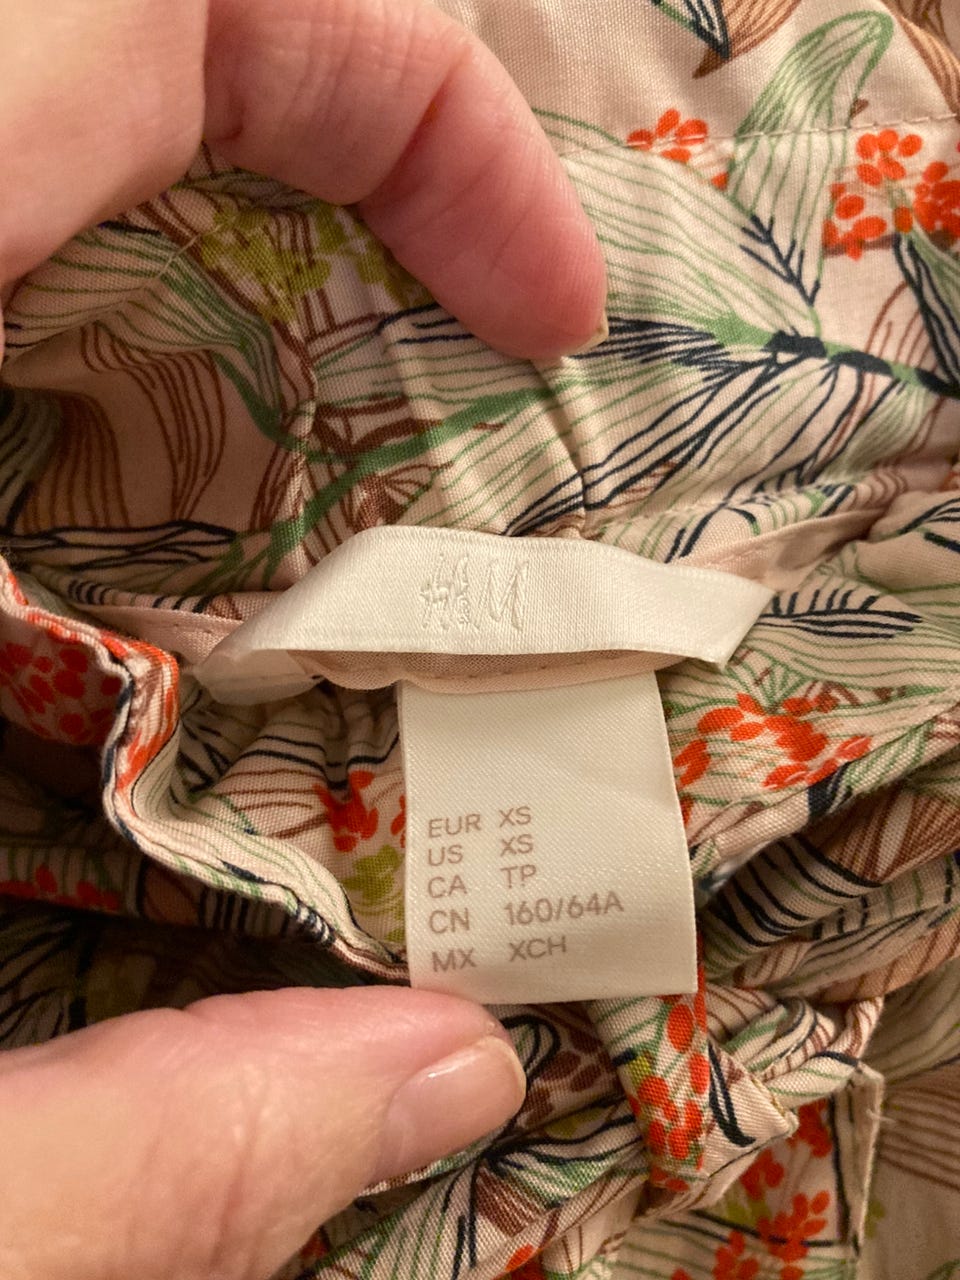 H&M
EUR XS
US XS
CA TP
CN 160/64A
MX XCH